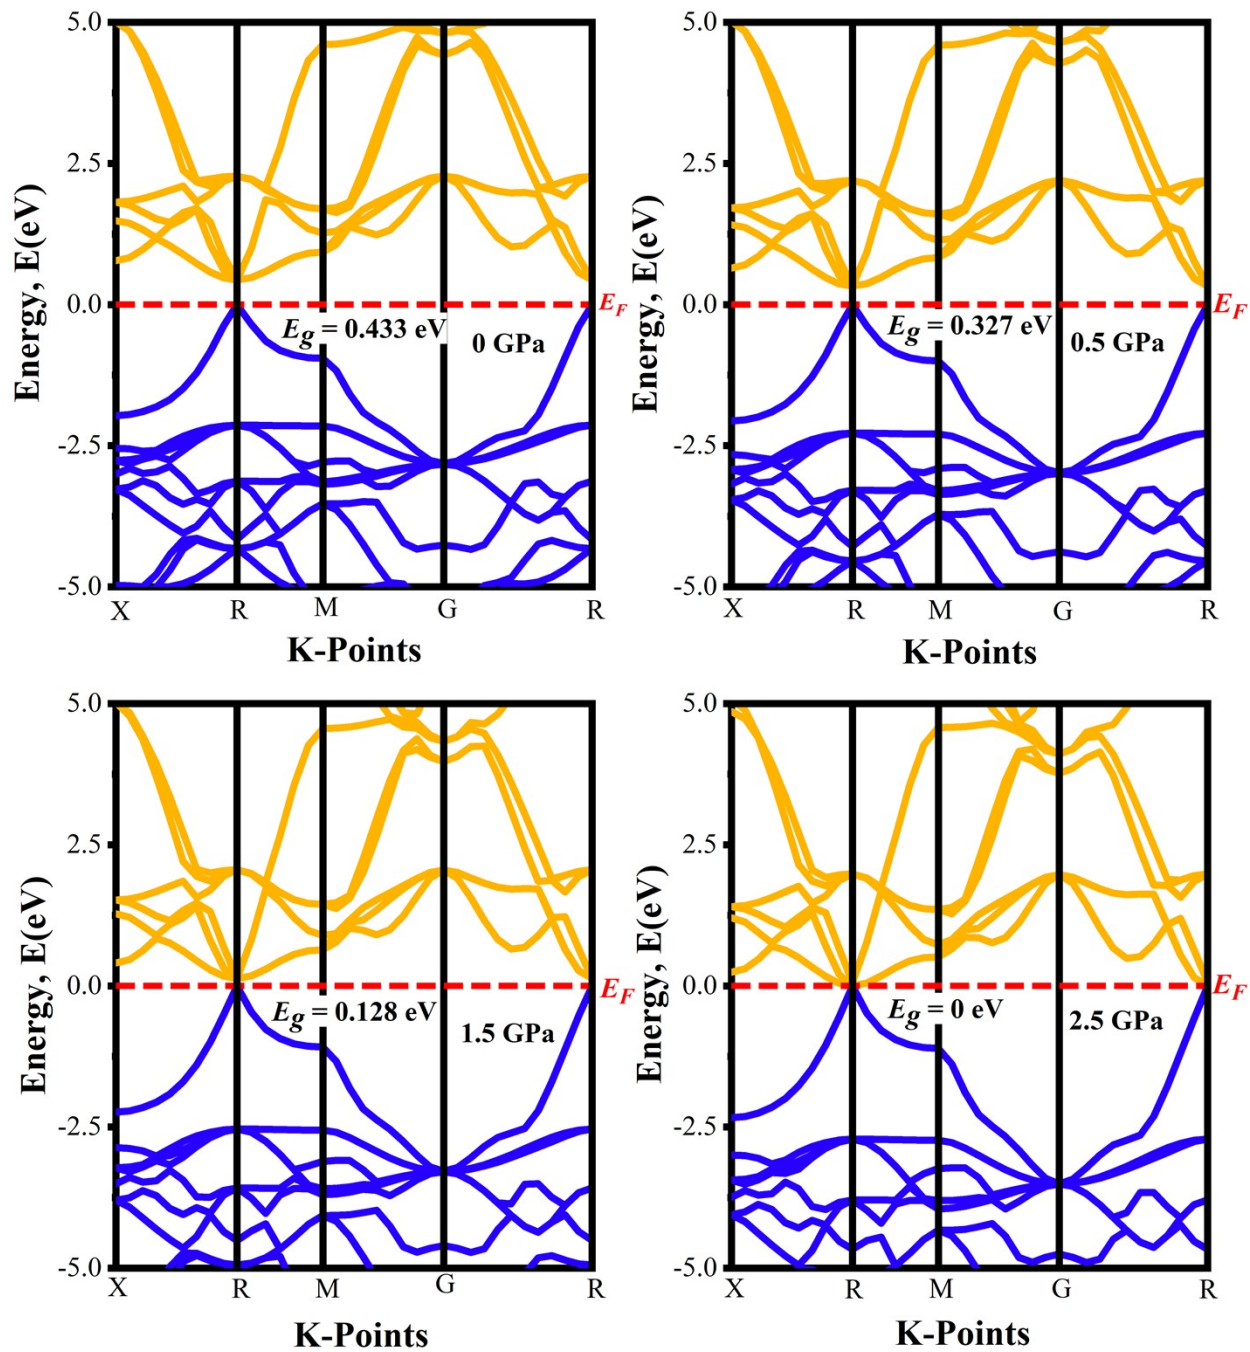 5.0
2.5
0.0
-2.5
-5.0
Energy, E(eV)
E_F
E_g = 0.433 eV
0 GPa
X R M G R
K-Points
5.0
2.5
0.0
-2.5
-5.0
Energy, E(eV)
E_F
E_g = 0.327 eV
0.5 GPa
X R M G R
K-Points
5.0
2.5
0.0
-2.5
-5.0
Energy, E(eV)
E_F
E_g = 0.128 eV
1.5 GPa
X R M G R
K-Points
5.0
2.5
0.0
-2.5
-5.0
Energy, E(eV)
E_F
E_g = 0 eV
2.5 GPa
X R M G R
K-Points